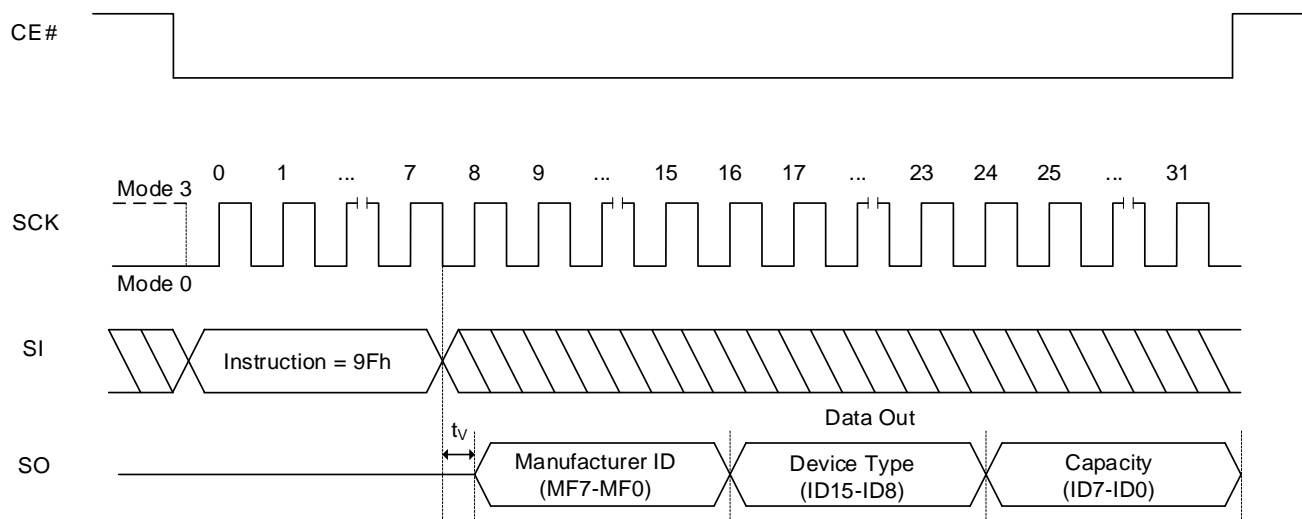 CE#
0 1 ... 7 8 9 ... 15 16 17 ... 23 24 25 ... 31
Mode 3
SCK
Mode 0
SI
Instruction = 9Fh
Data Out
tV
SO
Manufacturer ID
(MF7-MF0)
Device Type
(ID15-ID8)
Capacity
(ID7-ID0)